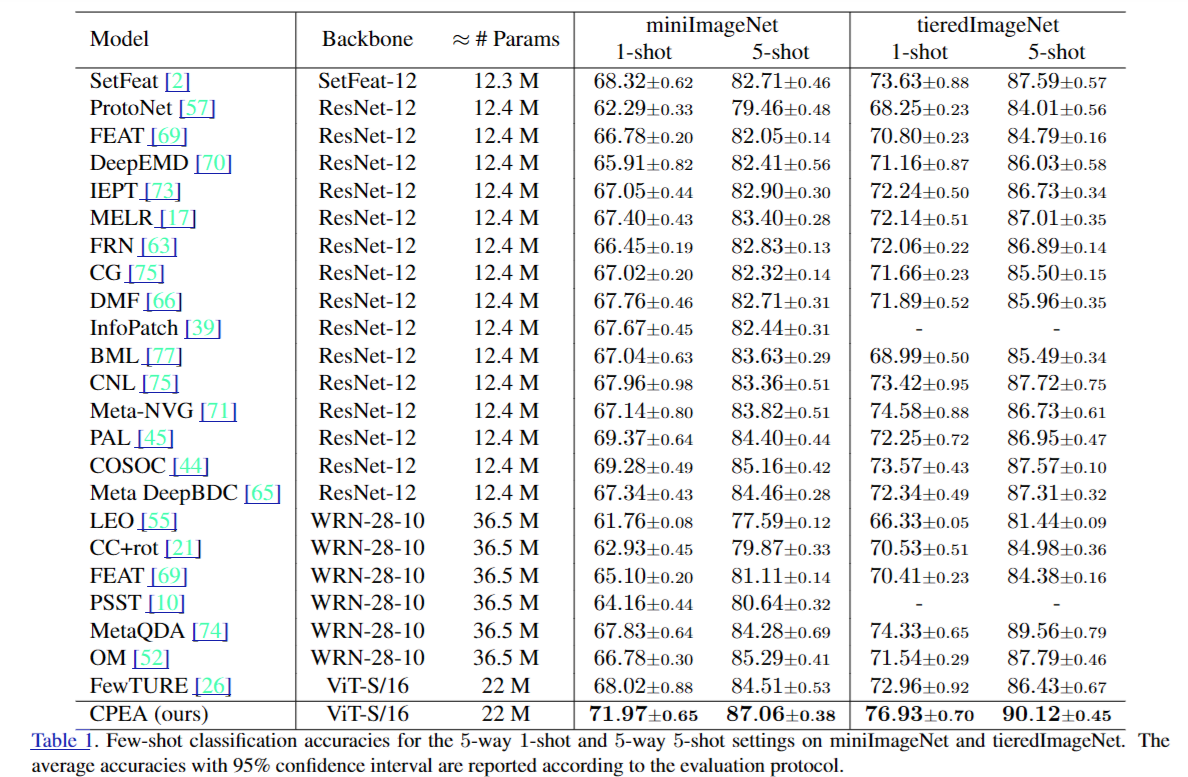 miniImageNet tieredImageNet
Model Backbone ≈ # Params
1-shot 5-shot 1-shot 5-shot
SetFeat [2] SetFeat-12 12.3 M 68.32±0.62 82.71±0.46 73.63±0.88 87.59±0.57
ProtoNet [57] ResNet-12 12.4 M 62.29±0.33 79.46±0.48 68.25±0.23 84.01±0.56
FEAT [69] ResNet-12 12.4 M 66.78±0.20 82.05±0.14 70.80±0.23 84.79±0.16
DeepEMD [70] ResNet-12 12.4 M 65.91±0.82 82.41±0.56 71.16±0.87 86.03±0.58
IEPT [73] ResNet-12 12.4 M 67.05±0.44 82.90±0.30 72.24±0.50 86.73±0.34
MELR [17] ResNet-12 12.4 M 67.40±0.43 83.40±0.28 72.14±0.51 87.01±0.35
FRN [63] ResNet-12 12.4 M 66.45±0.19 82.83±0.13 72.06±0.22 86.89±0.14
CG [75] ResNet-12 12.4 M 67.02±0.20 82.32±0.14 71.66±0.23 85.50±0.15
DMF [66] ResNet-12 12.4 M 67.76±0.46 82.71±0.31 71.89±0.52 85.96±0.35
InfoPatch [39] ResNet-12 12.4 M 67.67±0.45 82.44±0.31 - -
BML [77] ResNet-12 12.4 M 67.04±0.63 83.63±0.29 68.99±0.50 85.49±0.34
CNL [75] ResNet-12 12.4 M 67.96±0.98 83.36±0.51 73.42±0.95 87.72±0.75
Meta-NVG [71] ResNet-12 12.4 M 67.14±0.80 83.82±0.51 74.58±0.88 86.73±0.61
PAL [45] ResNet-12 12.4 M 69.37±0.64 84.40±0.44 72.25±0.72 86.95±0.47
COSOC [44] ResNet-12 12.4 M 69.28±0.49 85.16±0.42 73.57±0.43 87.57±0.10
Meta DeepBDC [65] ResNet-12 12.4 M 67.34±0.43 84.46±0.28 72.34±0.49 87.31±0.32
LEO [55] WRN-28-10 36.5 M 61.76±0.08 77.59±0.12 66.33±0.05 81.44±0.09
CC+rot [21] WRN-28-10 36.5 M 62.93±0.45 79.87±0.33 70.53±0.51 84.98±0.36
FEAT [69] WRN-28-10 36.5 M 65.10±0.20 81.11±0.14 70.41±0.23 84.38±0.16
PSST [10] WRN-28-10 36.5 M 64.16±0.44 80.64±0.32 - -
MetaQDA [74] WRN-28-10 36.5 M 67.83±0.64 84.28±0.69 74.33±0.65 89.56±0.79
OM [52] WRN-28-10 36.5 M 66.78±0.30 85.29±0.41 71.54±0.29 87.79±0.46
FewTURE [26] ViT-S/16 22 M 68.02±0.88 84.51±0.53 72.96±0.92 86.43±0.67
CPEA (ours) ViT-S/16 22 M 71.97±0.65 87.06±0.38 76.93±0.70 90.12±0.45
Table 1. Few-shot classification accuracies for the 5-way 1-shot and 5-way 5-shot settings on miniImageNet and tieredImageNet. The
average accuracies with 95% confidence interval are reported according to the evaluation protocol.